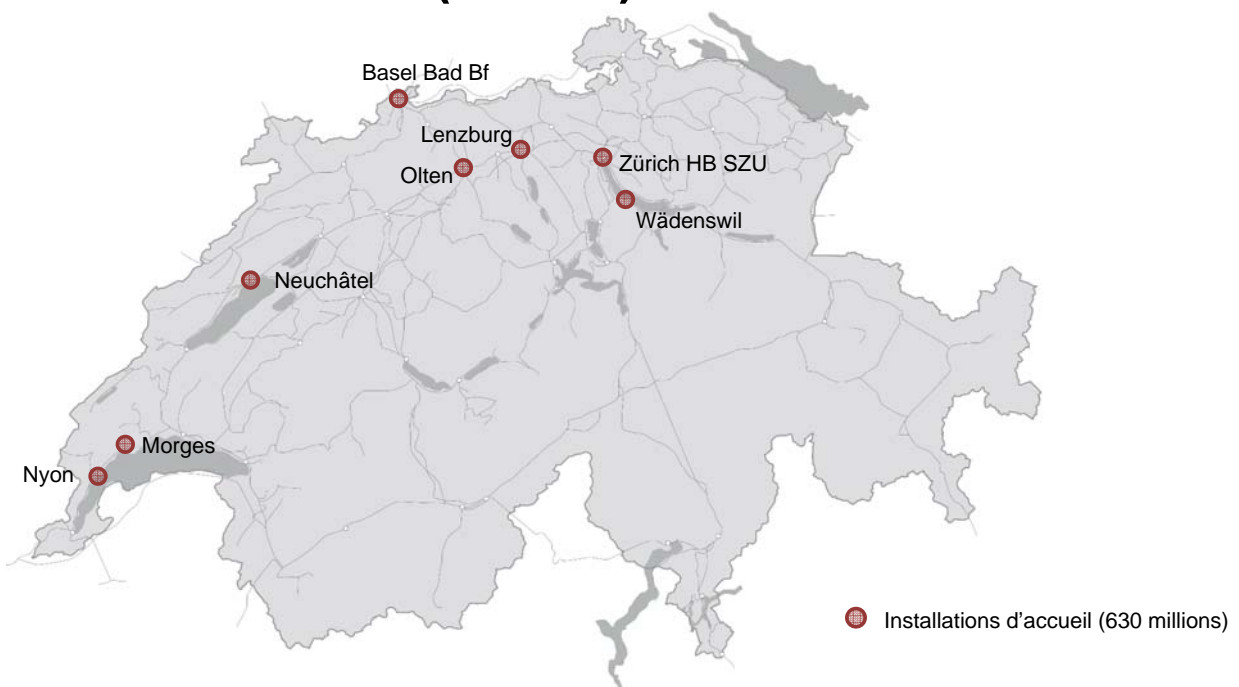 Basel Bad Bf
Lenzburg
Olten
Zürich HB SZU
Wädenswil
Neuchâtel
Morges
Nyon
Installations d'accueil (630 millions)